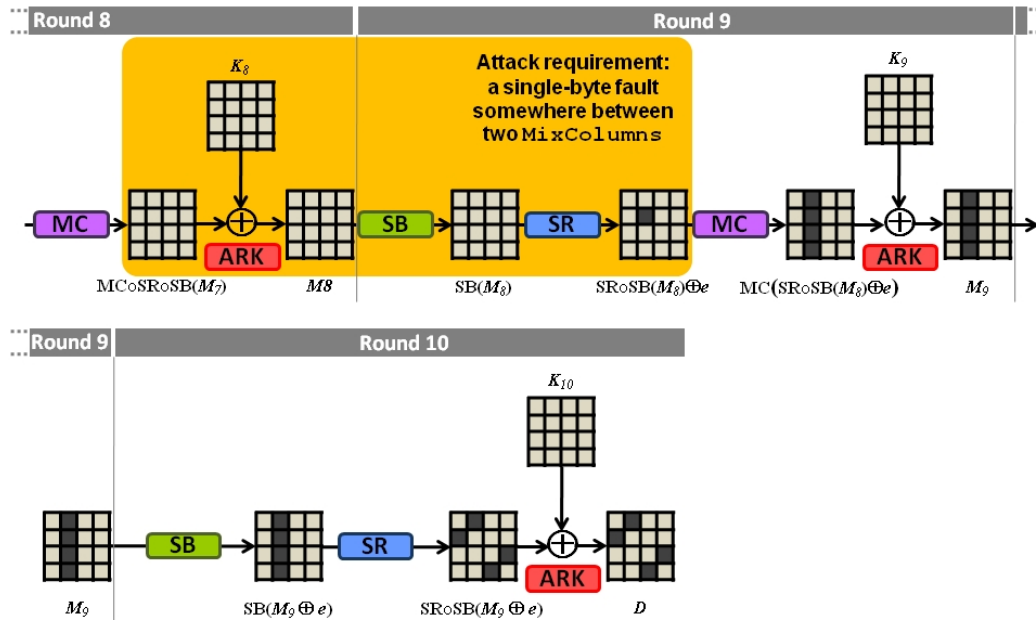 Round 8
Round 9
K8
Attack requirement:
a single-byte fault
somewhere between
two MixColumns
K9
MC
SB
SR
MC
ARK
ARK
MCoSRoSB(M7)
M8
SB(M8)
SRoSB(M8)⊕e
MC(SRoSB(M8)⊕e)
M9
Round 9
Round 10
K10
SB
SR
ARK
M9
SB(M9 ⊕ e)
SRoSB(M9 ⊕ e)
D